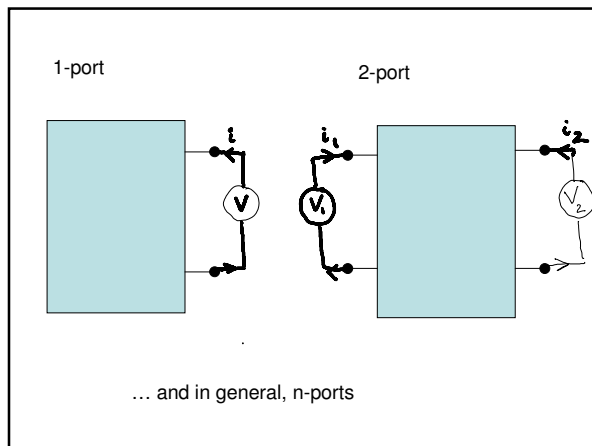 1-port
2-port
i
i₁
i₂
V
V₁
V₂
... and in general, n-ports